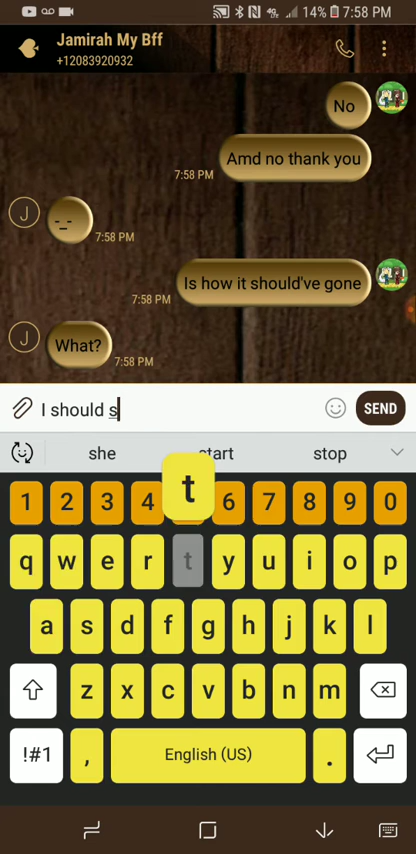 4G 14% 7:58 PM
Jamirah My Bff
+12083920932
No
Amd no thank you
7:58 PM
J
-_-
7:58 PM
Is how it should've gone
7:58 PM
J
What?
7:58 PM
I should s
SEND
she start stop
t
1 2 3 4 6 7 8 9 0
q w e r t y u i o p
a s d f g h j k l
z x c v b n m
!#1 , English (US) .